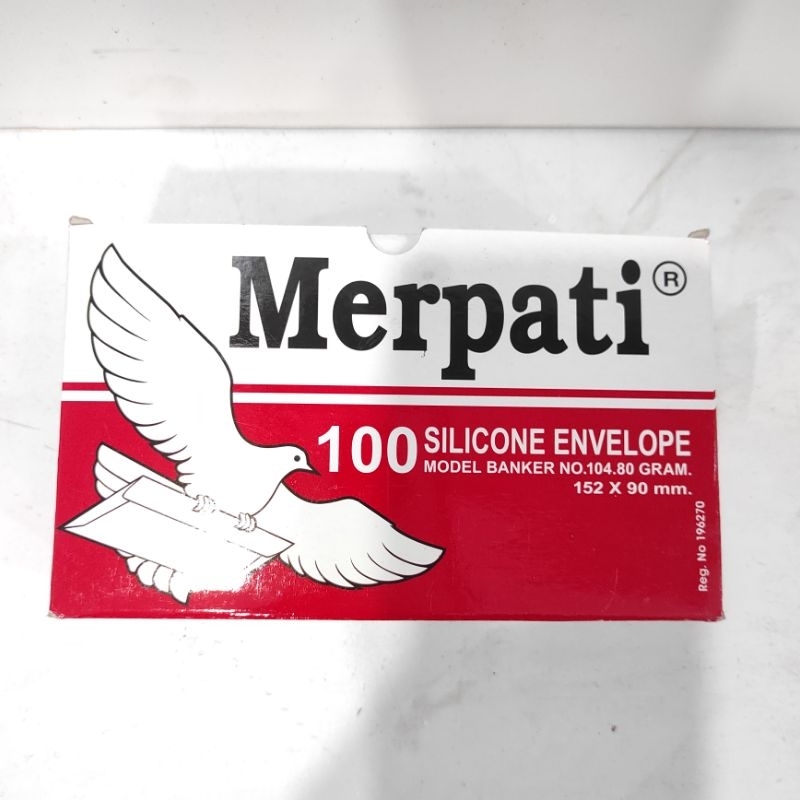 Merpati®
100 SILICONE ENVELOPE
MODEL BANKER NO.104.80 GRAM.
152 X 90 mm.
Reg. No 196270